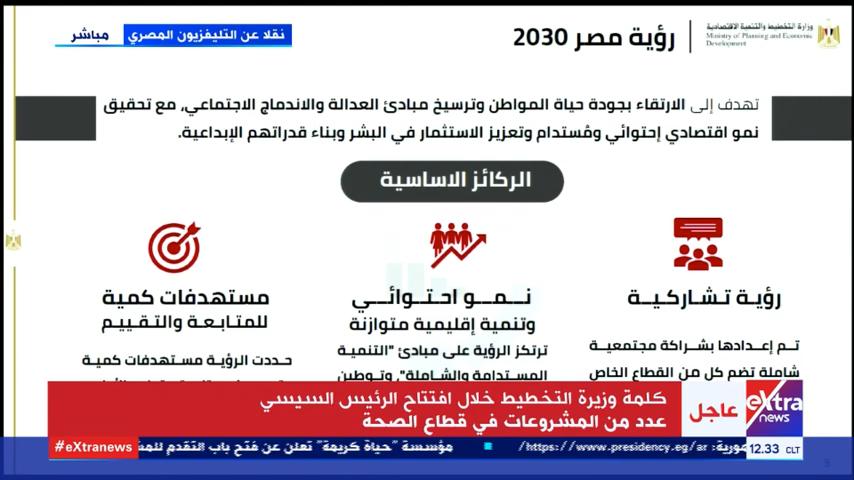 نقلا عن التليفزيون المصري
مباشر
رؤية مصر 2030
وزارة التخطيط والتنمية الاقتصادية
Ministry of Planning and Economic
Development
تهدف إلى الارتقاء بجودة حياة المواطن وترسيخ مبادئ العدالة والاندماج الاجتماعي، مع تحقيق
نمو اقتصادي إحتوائي ومُستدام وتعزيز الاستثمار في البشر وبناء قدراتهم الإبداعية.
الركائز الاساسية
رؤية تشاركية
تم إعدادها بشراكة مجتمعية
شاملة تضم كل من القطاع الخاص
نمو احتوائي
وتنمية إقليمية متوازنة
ترتكز الرؤية على مبادئ "التنمية
المستدامة والشاملة"، وتوطين
مستهدفات كمية
للمتابعة والتقييم
حددت الرؤية مستهدفات كمية
عاجل
كلمة وزيرة التخطيط خلال افتتاح الرئيس السيسي
عدد من المشروعات في قطاع الصحة
eXtra
news
#eXtranews
https://www.presidency.eg/ar
مؤسسة "حياة كريمة" تعلن عن فتح باب التقدم
12.33 CLT